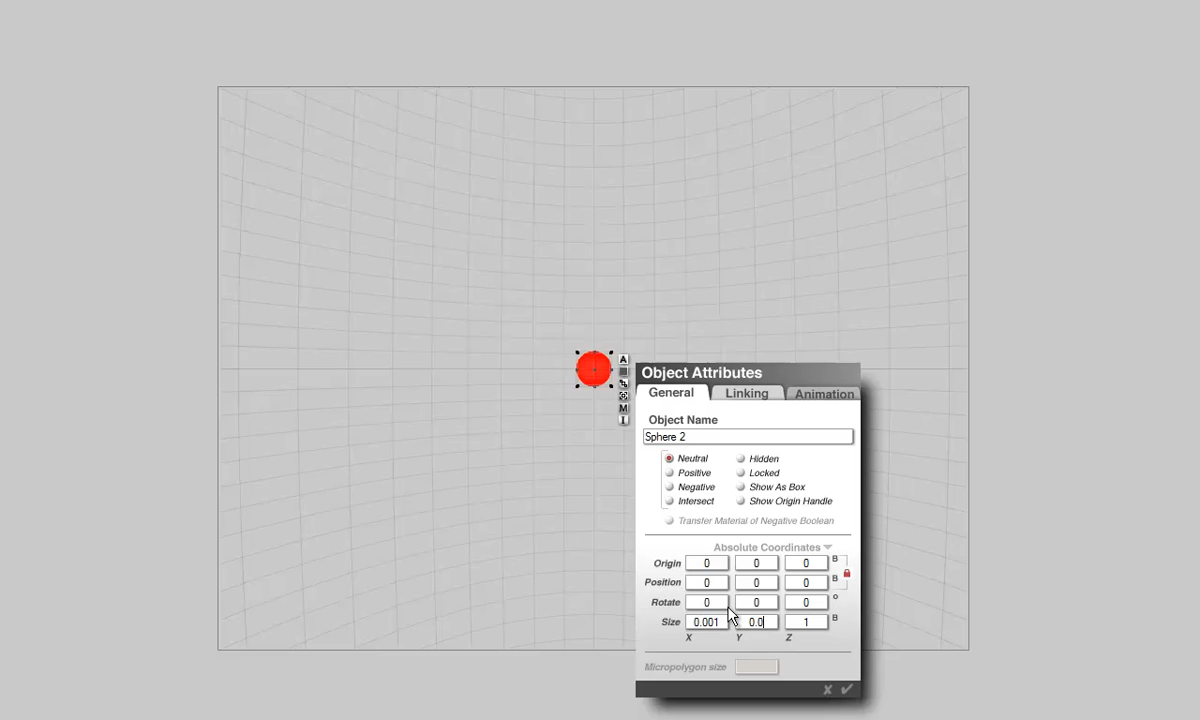 A
M
I
Object Attributes
General Linking Animation
Object Name
Sphere 2
Neutral Hidden
Positive Locked
Negative Show As Box
Intersect Show Origin Handle
Transfer Material of Negative Boolean
Absolute Coordinates
Origin 0 0 0 B
Position 0 0 0 B
Rotate 0 0 0 o
Size 0.001 0.0 1 B
X Y Z
Micropolygon size